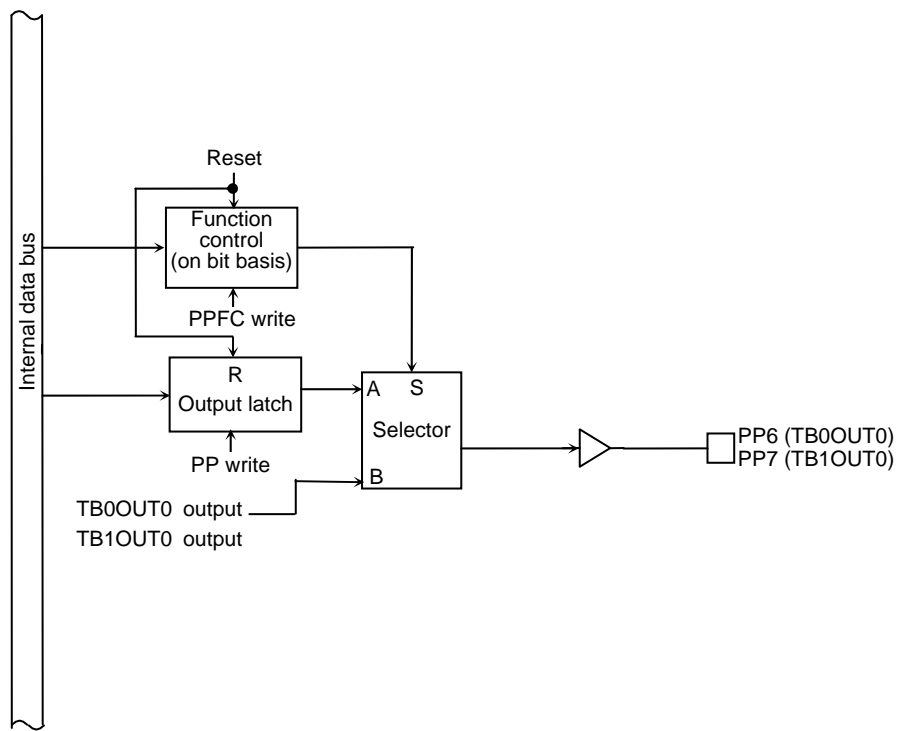 Reset
Function
control
(on bit basis)
Internal data bus
PPFC write
R
Output latch
A
S
Selector
B
PP write
PP6 (TB0OUT0)
PP7 (TB1OUT0)
TB0OUT0 output
TB1OUT0 output